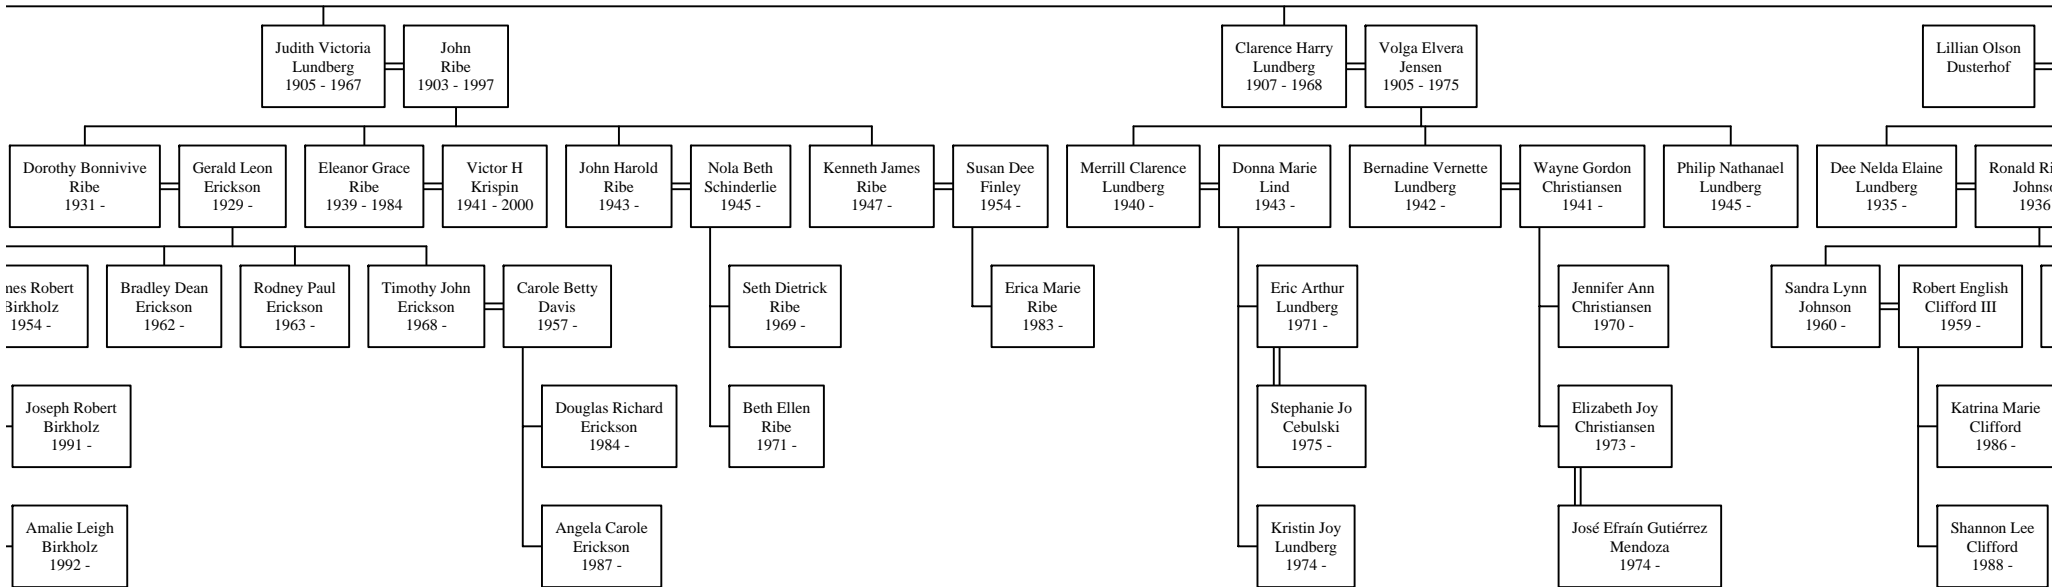 Judith Victoria
Lundberg
1905 - 1967
John
Ribe
1903 - 1997
Clarence Harry
Lundberg
1907 - 1968
Volga Elvera
Jensen
1905 - 1975
Lillian Olson
Dusterhof
Dorothy Bonnivive
Ribe
1931 -
Gerald Leon
Erickson
1929 -
Eleanor Grace
Ribe
1939 - 1984
Victor H
Krispin
1941 - 2000
John Harold
Ribe
1943 -
Nola Beth
Schinderlie
1945 -
Kenneth James
Ribe
1947 -
Susan Dee
Finley
1954 -
Merrill Clarence
Lundberg
1940 -
Donna Marie
Lind
1943 -
Bernadine Vernette
Lundberg
1942 -
Wayne Gordon
Christiansen
1941 -
Philip Nathanael
Lundberg
1945 -
Dee Nelda Elaine
Lundberg
1935 -
Ronald
1936
Robert
Birkholz
1954 -
Bradley Dean
Erickson
1962 -
Rodney Paul
Erickson
1963 -
Timothy John
Erickson
1968 -
Carole Betty
Davis
1957 -
Seth Dietrick
Ribe
1969 -
Erica Marie
Ribe
1983 -
Eric Arthur
Lundberg
1971 -
Jennifer Ann
Christiansen
1970 -
Sandra Lynn
Johnson
1960 -
Robert English
Clifford III
1959 -
Joseph Robert
Birkholz
1991 -
Douglas Richard
Erickson
1984 -
Beth Ellen
Ribe
1971 -
Stephanie Jo
Cebulski
1975 -
Elizabeth Joy
Christiansen
1973 -
Katrina Marie
Clifford
1986 -
Amalie Leigh
Birkholz
1992 -
Angela Carole
Erickson
1987 -
Kristin Joy
Lundberg
1974 -
José Efraín Gutiérrez
Mendoza
1974 -
Shannon Lee
Clifford
1988 -